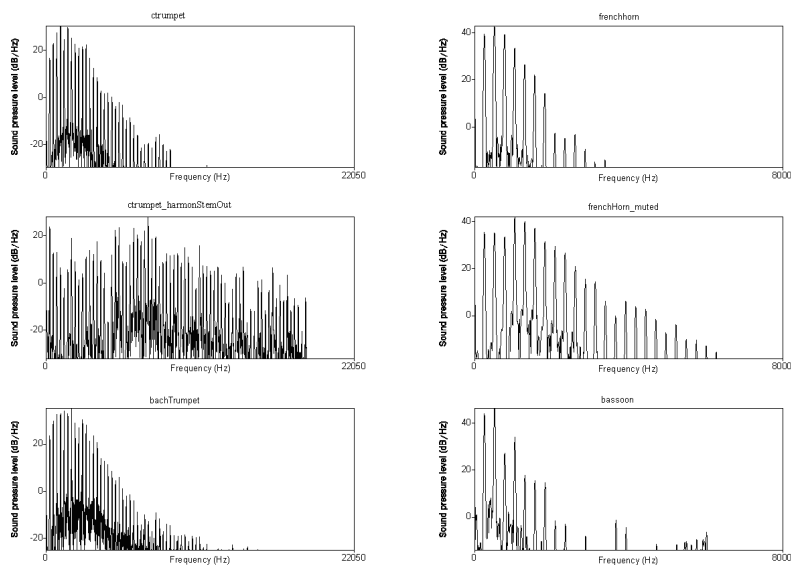 ctrumpet
Sound pressure level (dB/Hz)
20
0
-20
0
Frequency (Hz)
22050
frenchhorn
Sound pressure level (dB/Hz)
40
20
0
0
Frequency (Hz)
8000
ctrumpet_harmonStemOut
Sound pressure level (dB/Hz)
20
0
-20
0
Frequency (Hz)
22050
frenchHorn_muted
Sound pressure level (dB/Hz)
40
20
0
0
Frequency (Hz)
8000
bachTrumpet
Sound pressure level (dB/Hz)
20
0
-20
0
Frequency (Hz)
22050
bassoon
Sound pressure level (dB/Hz)
40
20
0
0
Frequency (Hz)
8000